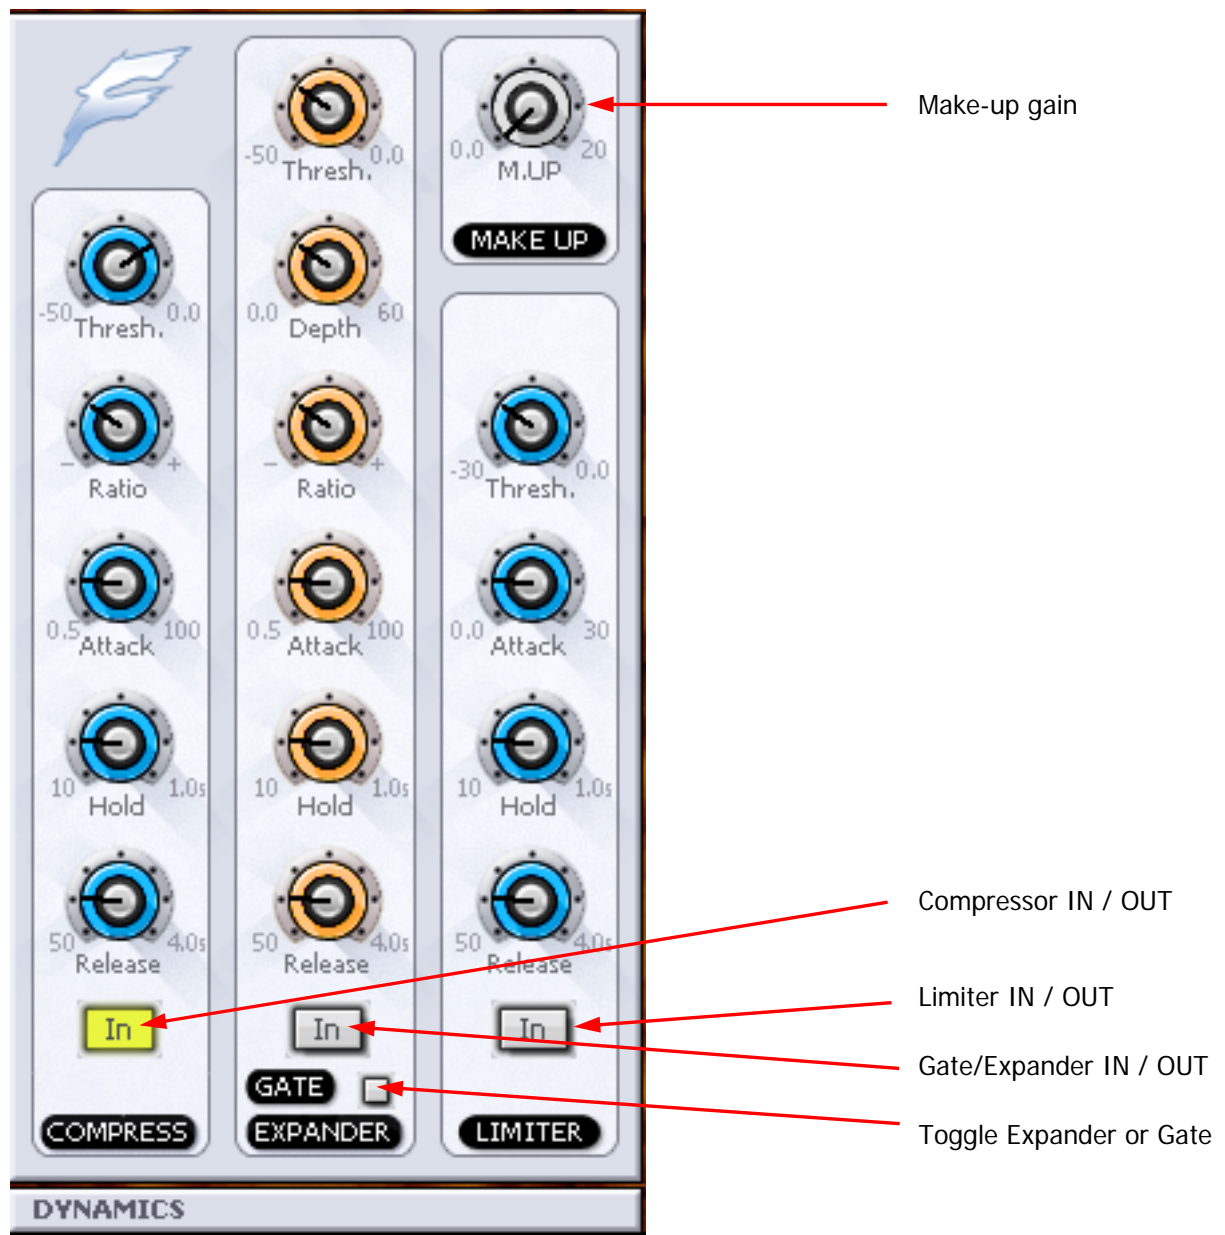 -50
0.0
Thresh.
Ratio
0.5
100
Attack
10
1.0s
Hold
50
4.0s
Release
In
COMPRESS
-50
0.0
Thresh.
0.0
60
Depth
-
+
Ratio
0.5
100
Attack
10
1.0s
Hold
50
4.0s
Release
In
GATE
EXPANDER
0.0
20
M.UP
MAKE UP
-30
0.0
Thresh.
0.0
30
Attack
10
1.0s
Hold
50
4.0s
Release
In
LIMITER
DYNAMICS
Make-up gain
Compressor IN / OUT
Limiter IN / OUT
Gate/Expander IN / OUT
Toggle Expander or Gate